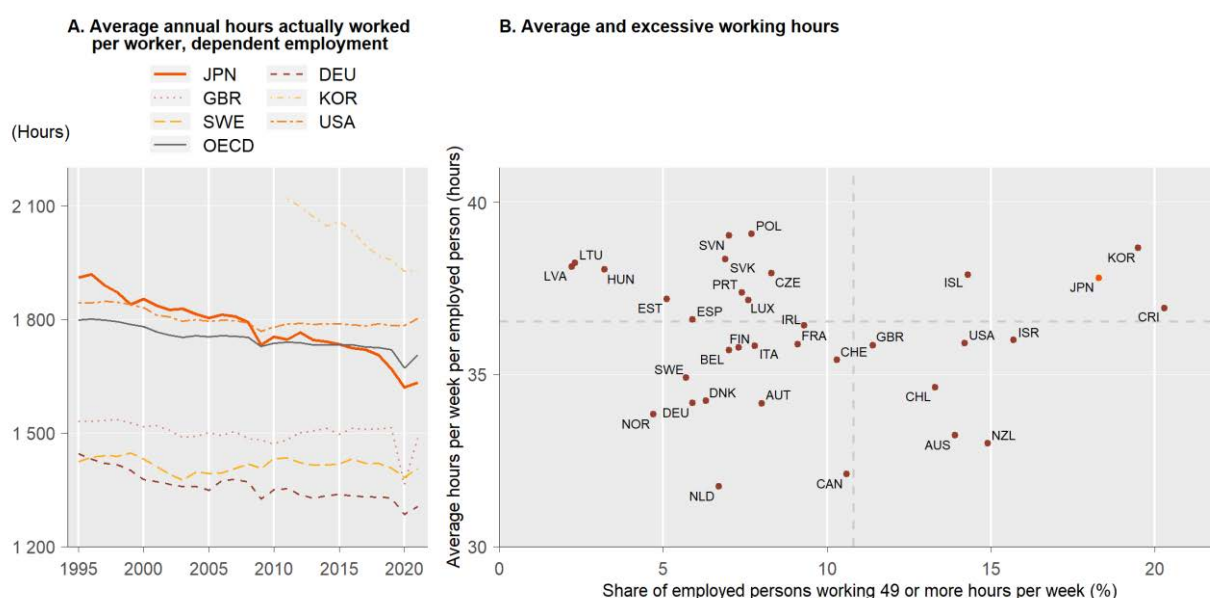 A. Average annual hours actually worked
per worker, dependent employment
JPN DEU
GBR KOR
SWE USA
OECD
(Hours)
2 100
1 800
1 500
1 200
1995 2000 2005 2010 2015 2020
B. Average and excessive working hours
Average hours per week per employed person (hours)
40
35
30
POL
SVN
KOR
LTU
SVK
LVA
HUN
CZE
ISL
JPN
PRT
EST
LUX
CRI
ESP
IRL
FIN
FRA
GBR
USA
ISR
BEL
ITA
CHE
SWE
DNK
AUT
CHL
DEU
NOR
AUS
NZL
NLD
CAN
0 5 10 15 20
Share of employed persons working 49 or more hours per week (%)